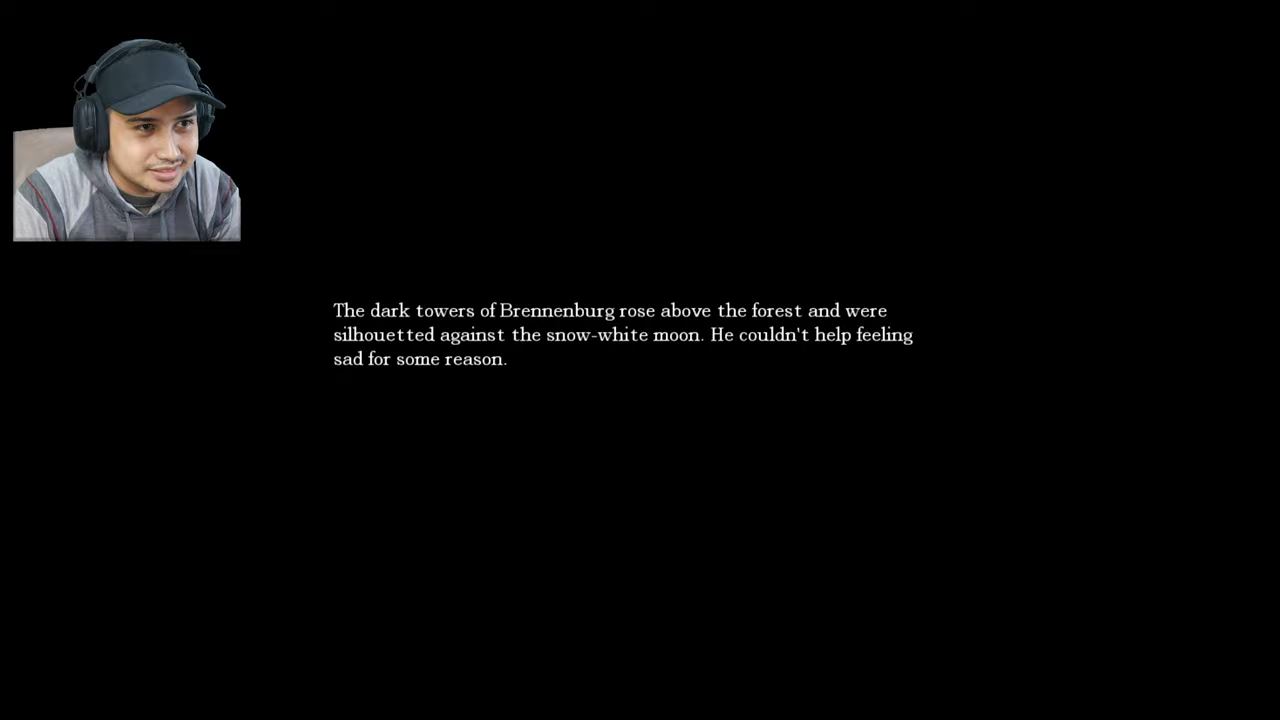 The dark towers of Brennenburg rose above the forest and were
silhouetted against the snow-white moon. He couldn't help feeling
sad for some reason.